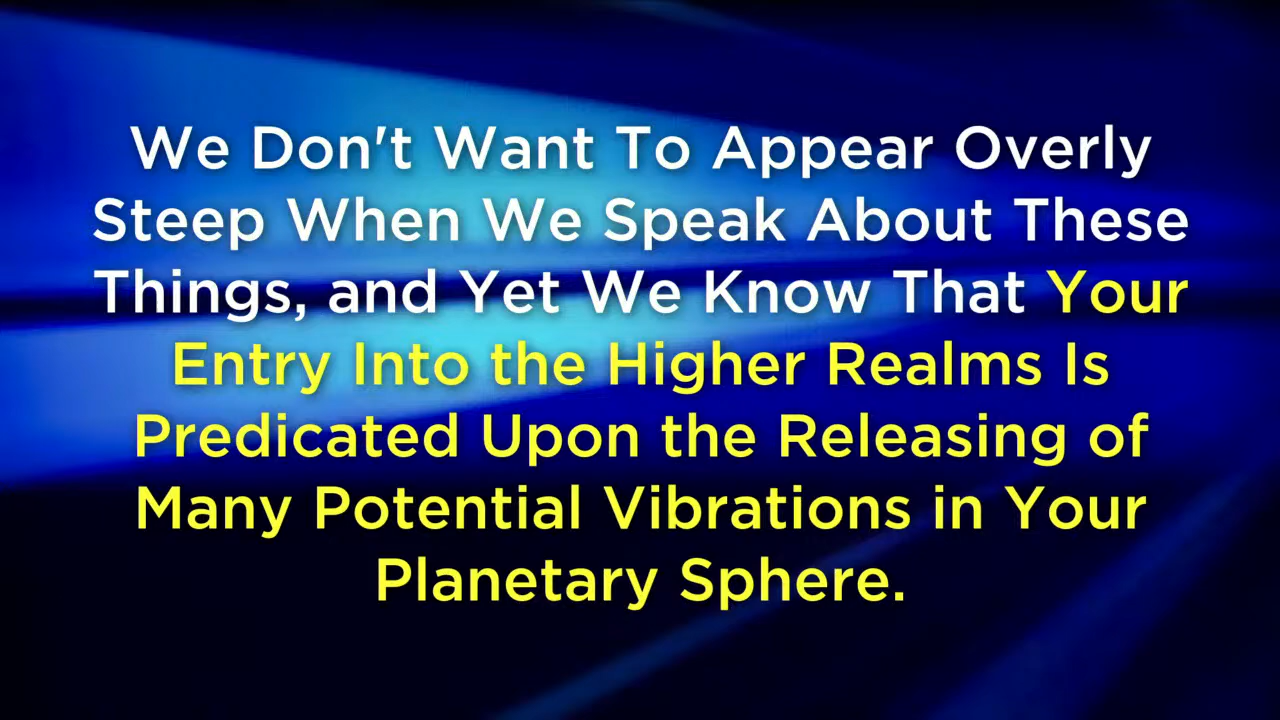 We Don't Want To Appear Overly
Steep When We Speak About These
Things, and Yet We Know That Your
Entry Into the Higher Realms Is
Predicated Upon the Releasing of
Many Potential Vibrations in Your
Planetary Sphere.